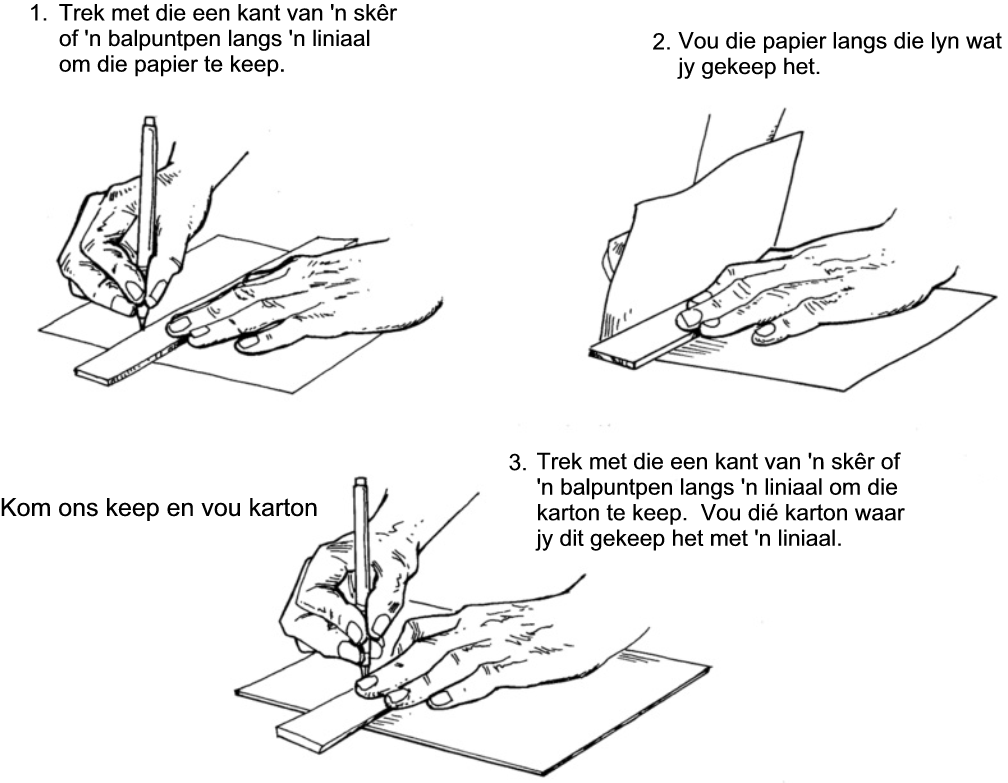 1. Trek met die een kant van 'n skêr
of 'n balpuntpen langs 'n liniaal
om die papier te keep.
2. Vou die papier langs die lyn wat
jy gekeep het.
Kom ons keep en vou karton
3. Trek met die een kant van 'n skêr of
'n balpuntpen langs 'n liniaal om die
karton te keep.  Vou dié karton waar
jy dit gekeep het met 'n liniaal.